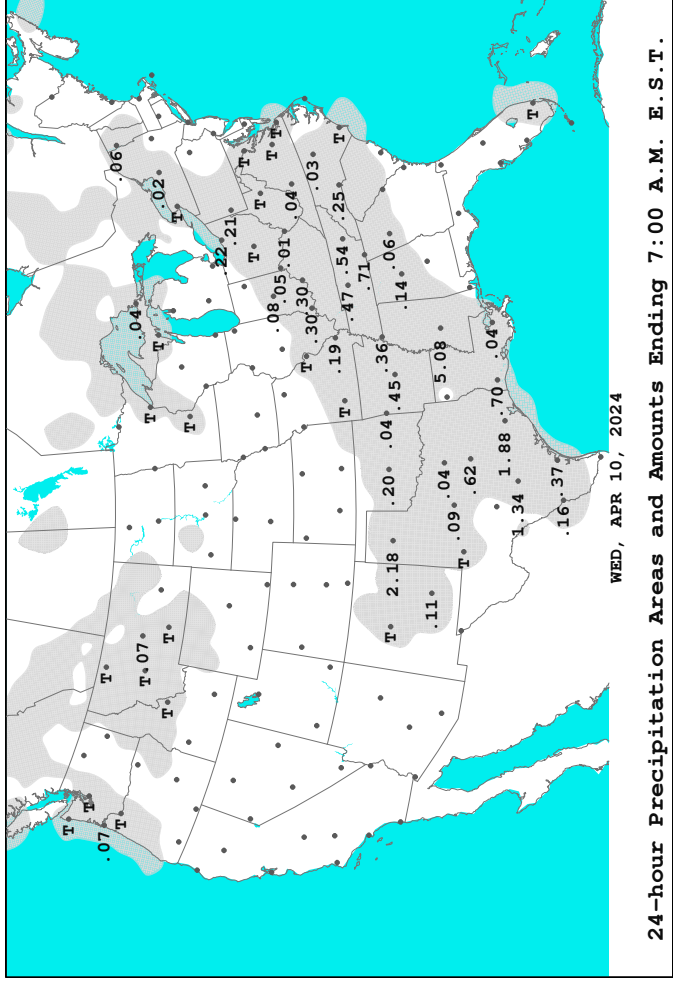 T
T
.07
T
.06
T
.04
.07
T
T
T
.02
T
T
T
T
.22
.21
T
T
T
T
.08
T
.05
.01
.04
.30
T
.30
.03
.19
T
.25
.54
T
.47
.71
.36
.04
.20
.06
T
2.18
.45
.14
.11
5.08
.04
.09
T
.62
.04
.70
1.88
1.34
T
.37
.16
WED, APR 10, 2024
24-hour Precipitation Areas and Amounts Ending 7:00 A.M. E.S.T.